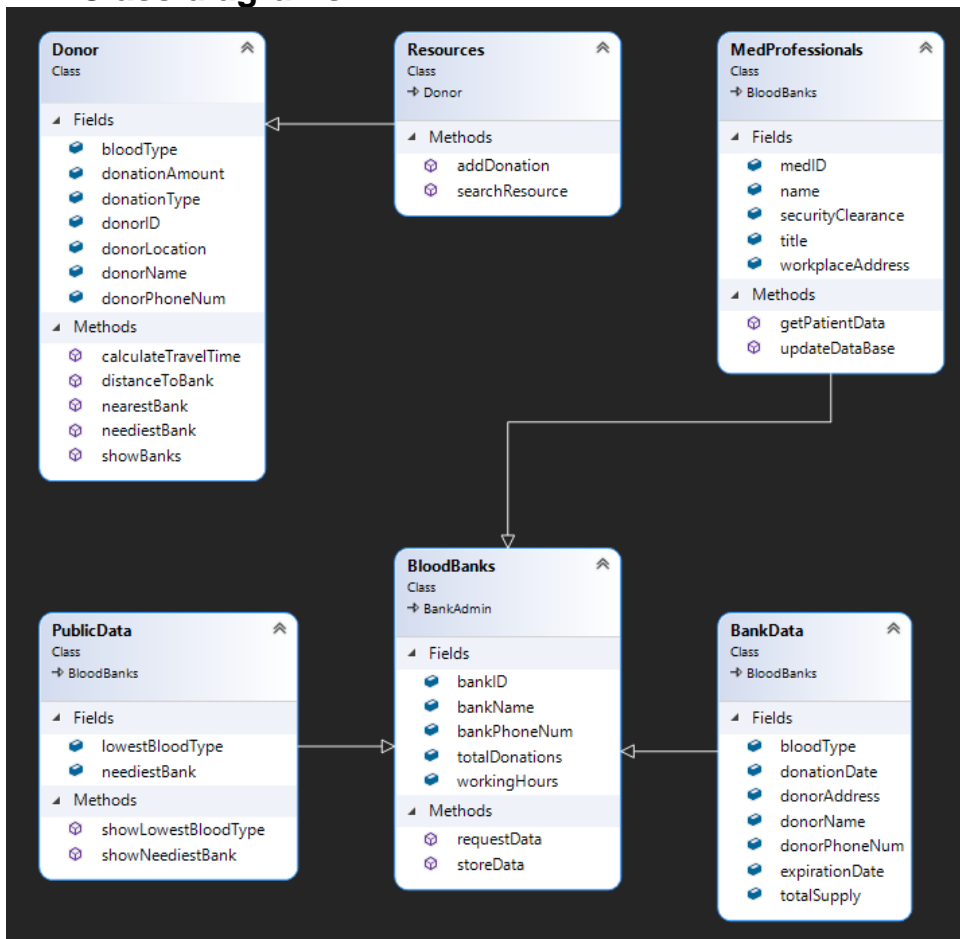 Donor
Class
Fields
bloodType
donationAmount
donationType
donorID
donorLocation
donorName
donorPhoneNum
Methods
calculateTravelTime
distanceToBank
nearestBank
neediestBank
showBanks
Resources
Class
Donor
Methods
addDonation
searchResource
MedProfessionals
Class
BloodBanks
Fields
medID
name
securityClearance
title
workplaceAddress
Methods
getPatientData
updateDataBase
PublicData
Class
BloodBanks
Fields
lowestBloodType
neediestBank
Methods
showLowestBloodType
showNeediestBank
BloodBanks
Class
BankAdmin
Fields
bankID
bankName
bankPhoneNum
totalDonations
workingHours
Methods
requestData
storeData
BankData
Class
BloodBanks
Fields
bloodType
donationDate
donorAddress
donorName
donorPhoneNum
expirationDate
totalSupply